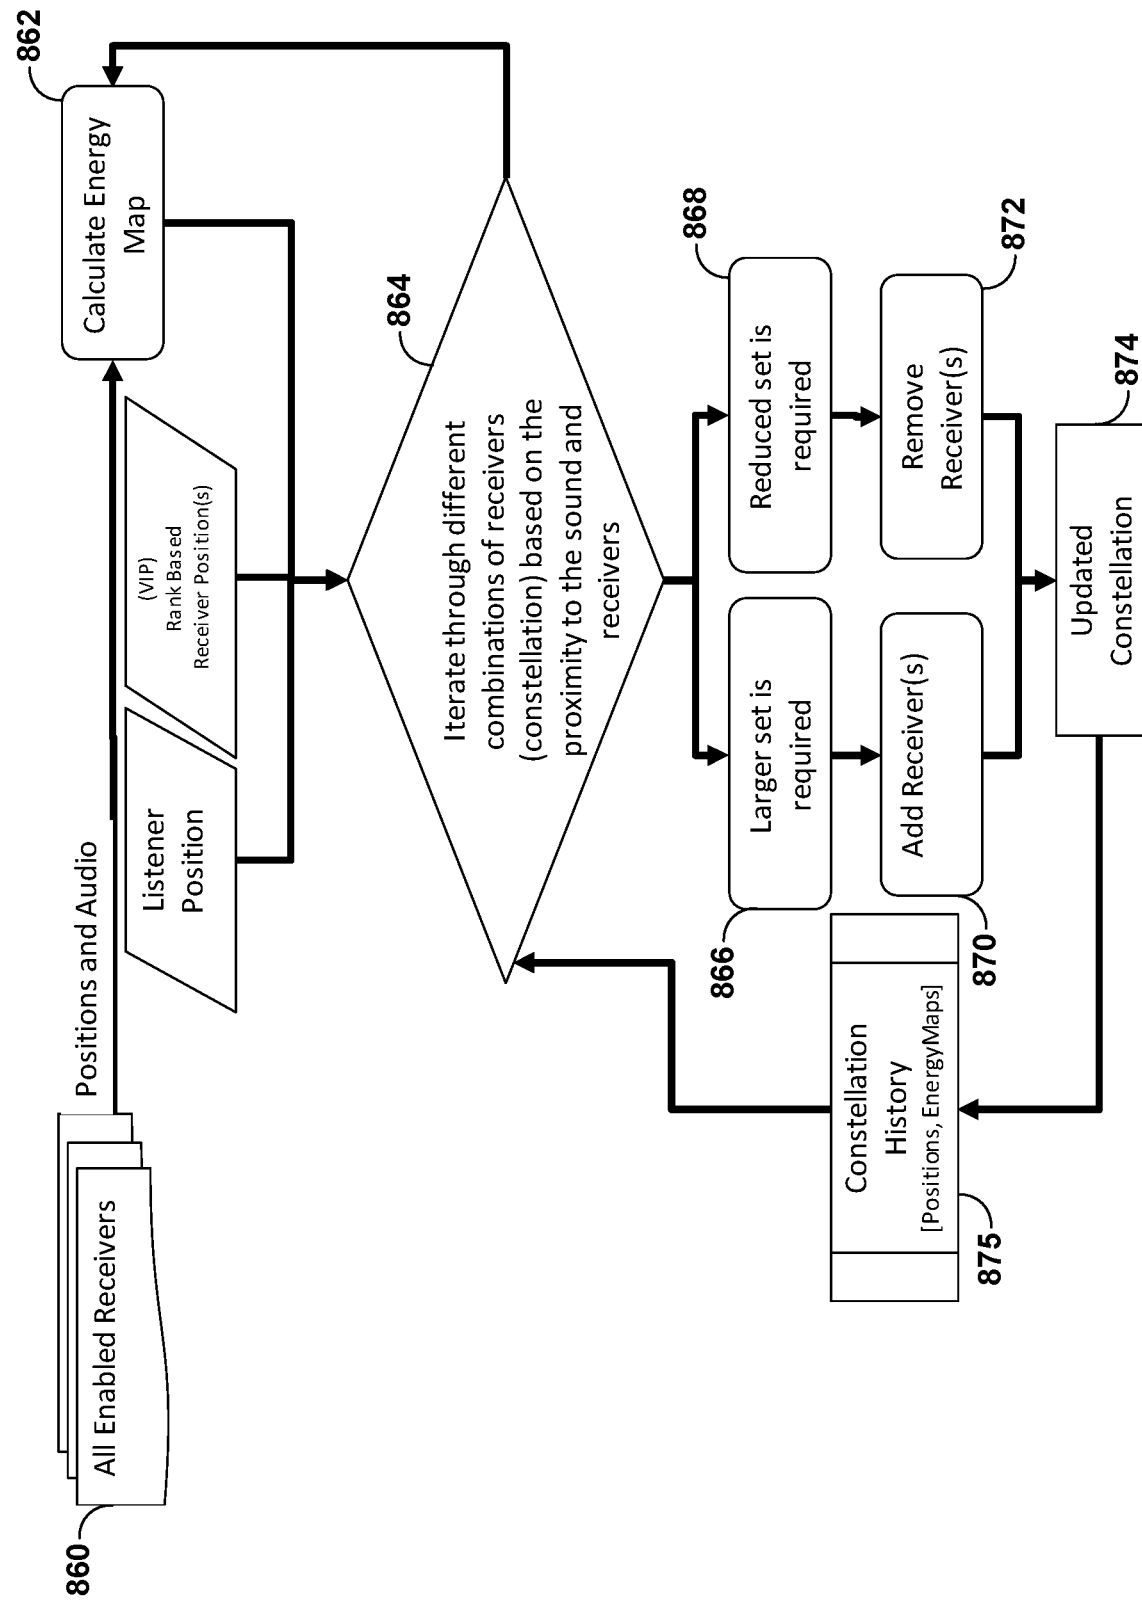 862
Calculate Energy
Map
Positions and Audio
All Enabled Receivers
860
Listener
Position
(VIP)
Rank Based
Receiver Position(s)
864
Iterate through different
combinations of receivers
(constellation) based on the
proximity to the sound and
receivers
866
Larger set is
required
868
Reduced set is
required
870
Add Receiver(s)
872
Remove
Receiver(s)
Constellation
History
[Positions, EnergyMaps]
875
874
Updated
Constellation